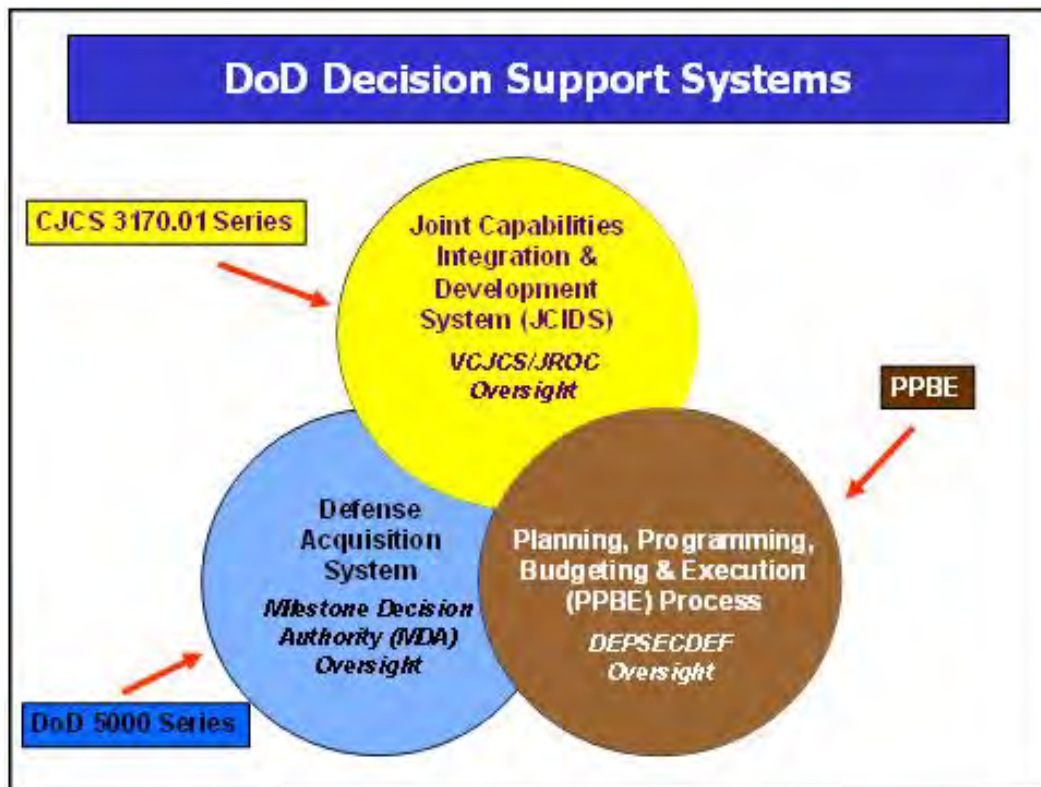 DoD Decision Support Systems
CJCS 3170.01 Series
Joint Capabilities
Integration &
Development
System (JCIDS)
VCJCS/JROC
Oversight
PPBE
Defense
Acquisition
System
Milestone Decision
Authority (MDA)
Oversight
Planning, Programming,
Budgeting & Execution
(PPBE) Process
DEPSECDEF
Oversight
DoD 5000 Series